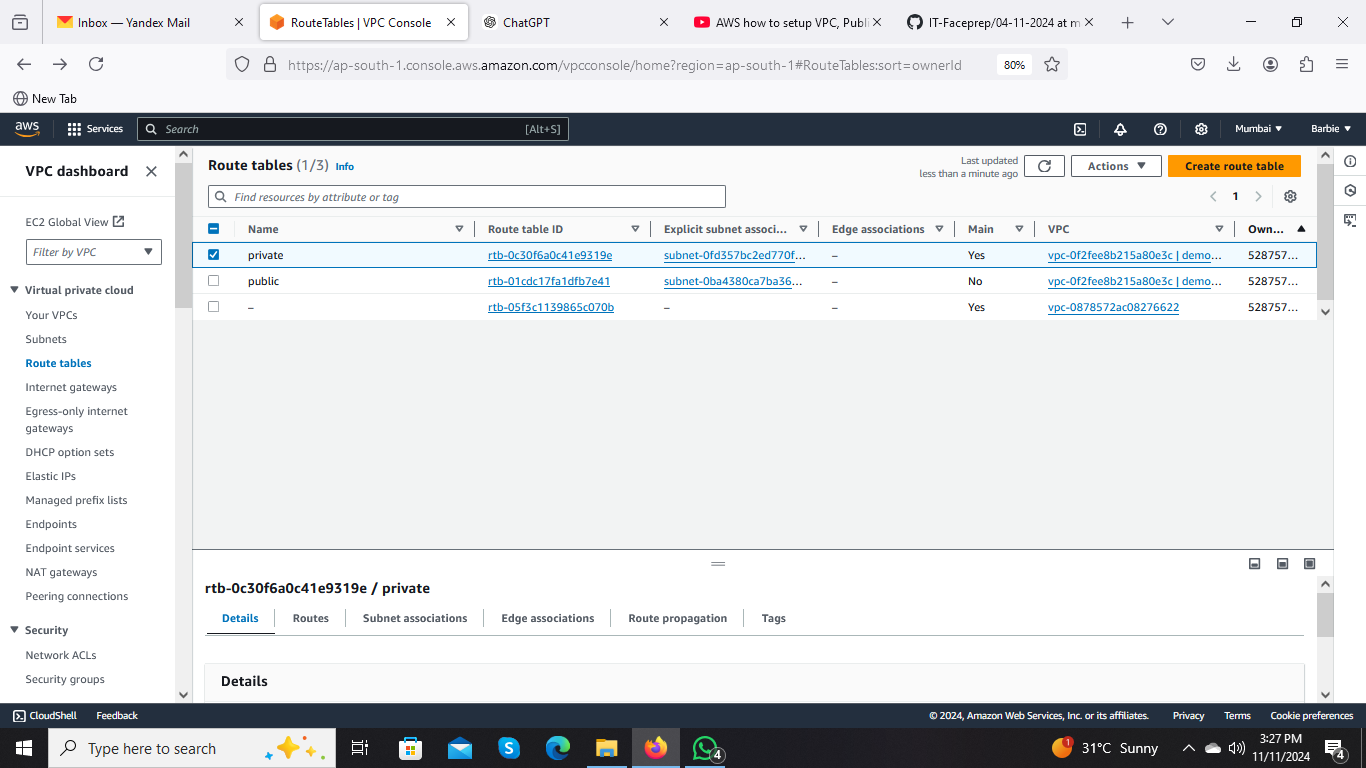 Inbox — Yandex Mail
RouteTables | VPC Console
ChatGPT
AWS how to setup VPC, Publ
IT-Faceprep/04-11-2024 at m
https://ap-south-1.console.aws.amazon.com/vpcconsole/home?region=ap-south-1#RouteTables:sort=ownerId
80%
New Tab
aws
Services
Search
[Alt+S]
Mumbai
Barbie
VPC dashboard
EC2 Global View
Filter by VPC
Virtual private cloud
Your VPCs
Subnets
Route tables
Internet gateways
Egress-only internet
gateways
DHCP option sets
Elastic IPs
Managed prefix lists
Endpoints
Endpoint services
NAT gateways
Peering connections
Security
Network ACLs
Security groups
Route tables (1/3) Info
Last updated
less than a minute ago
Actions
Create route table
Find resources by attribute or tag
1
Name Route table ID Explicit subnet associ... Edge associations Main VPC Own...
private rtb-0c30f6a0c41e9319e subnet-0fd357bc2ed770f... – Yes vpc-0f2fee8b215a80e3c | demo... 528757...
public rtb-01cdc17fa1dfb7e41 subnet-0ba4380ca7ba36... – No vpc-0f2fee8b215a80e3c | demo... 528757...
– rtb-05f3c1139865c070b – – Yes vpc-0878572ac08276622 528757...
rtb-0c30f6a0c41e9319e / private
Details Routes Subnet associations Edge associations Route propagation Tags
Details
CloudShell Feedback
© 2024, Amazon Web Services, Inc. or its affiliates. Privacy Terms Cookie preferences
Type here to search
4
1
31°C Sunny
3:27 PM
11/11/2024
4